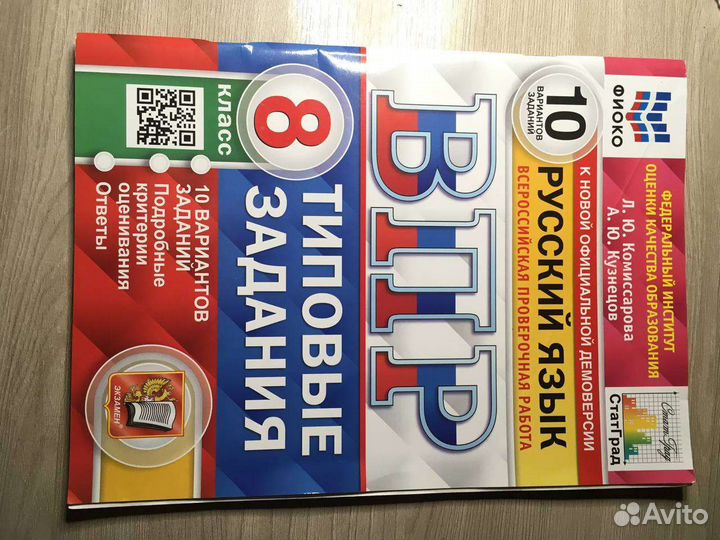 ФИОКО
ФЕДЕРАЛЬНЫЙ ИНСТИТУТ
ОЦЕНКИ КАЧЕСТВА ОБРАЗОВАНИЯ
Л. Ю. Комиссарова
А. Ю. Кузнецов
СтатГрад
СтатГрад
К НОВОЙ ОФИЦИАЛЬНОЙ ДЕМОВЕРСИИ
10
ВАРИАНТОВ
ЗАДАНИЙ
РУССКИЙ ЯЗЫК
ВСЕРОССИЙСКАЯ ПРОВЕРОЧНАЯ РАБОТА
ВПР
8
класс
ТИПОВЫЕ
ЗАДАНИЯ
10 ВАРИАНТОВ
ЗАДАНИЙ
Подробные
критерии
оценивания
Ответы
ЭКЗАМЕН
Avito